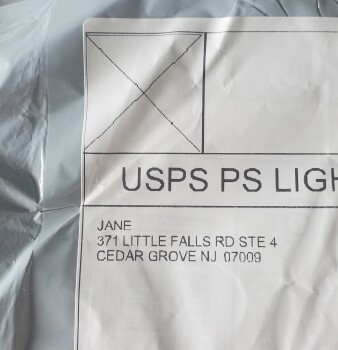 USPS PS LIGH
JANE
371 LITTLE FALLS RD STE 4
CEDAR GROVE NJ 07009